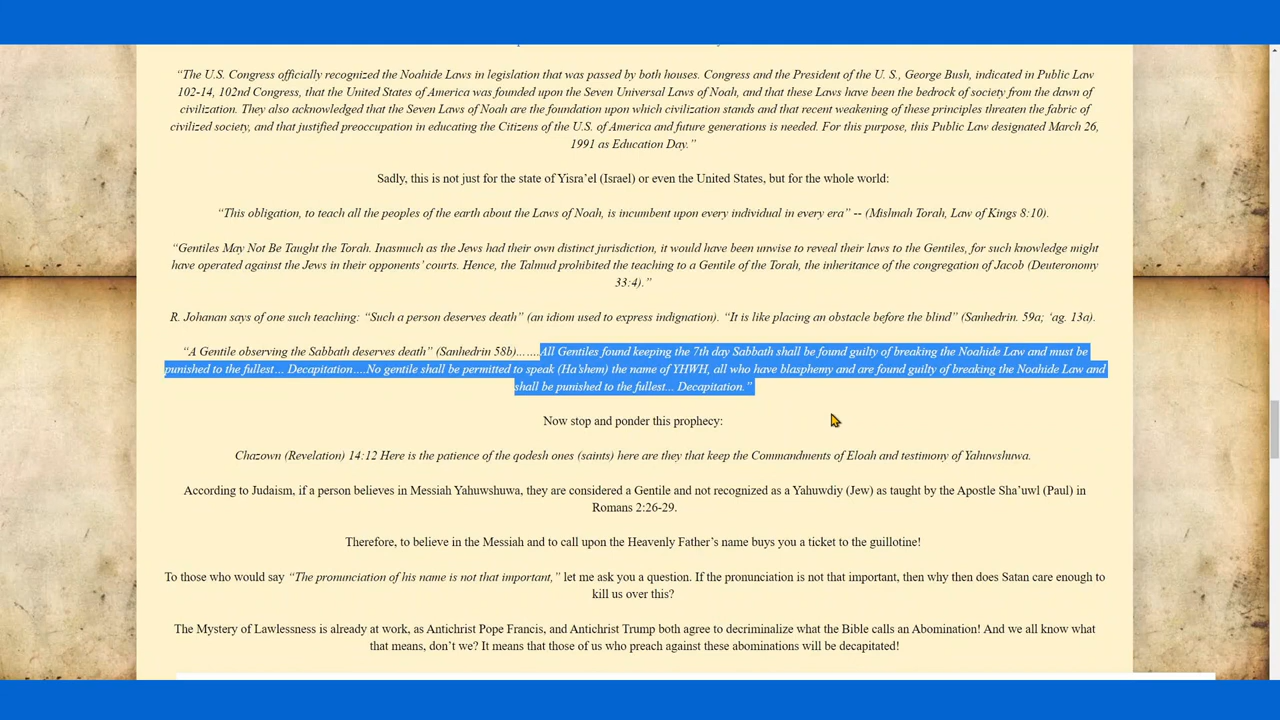 “The U.S. Congress officially recognized the Noahide Laws in legislation that was passed by both houses. Congress and the President of the U. S., George Bush, indicated in Public Law
102-14, 102nd Congress, that the United States of America was founded upon the Seven Universal Laws of Noah, and that these Laws have been the bedrock of society from the dawn of
civilization. They also acknowledged that the Seven Laws of Noah are the foundation upon which civilization stands and that recent weakening of these principles threaten the fabric of
civilized society, and that justified preoccupation in educating the Citizens of the U.S. of America and future generations is needed. For this purpose, this Public Law designated March 26,
1991 as Education Day.”
Sadly, this is not just for the state of Yisra’el (Israel) or even the United States, but for the whole world:
“This obligation, to teach all the peoples of the earth about the Laws of Noah, is incumbent upon every individual in every era” -- (Mishnah Torah, Law of Kings 8:10).
“Gentiles May Not Be Taught the Torah. Inasmuch as the Jews had their own distinct jurisdiction, it would have been unwise to reveal their laws to the Gentiles, for such knowledge might
have operated against the Jews in their opponents’ courts. Hence, the Talmud prohibited the teaching to a Gentile of the Torah, the inheritance of the congregation of Jacob (Deuteronomy
33:4).”
R. Johanan says of one such teaching: “Such a person deserves death” (an idiom used to express indignation). “It is like placing an obstacle before the blind” (Sanhedrin. 59a; ‘ag. 13a).
“A Gentile observing the Sabbath deserves death” (Sanhedrin 58b)…….All Gentiles found keeping the 7th day Sabbath shall be found guilty of breaking the Noahide Law and must be
punished to the fullest… Decapitation….No gentile shall be permitted to speak (Ha’shem) the name of YHWH, all who have blasphemy and are found guilty of breaking the Noahide Law and
shall be punished to the fullest... Decapitation.”
Now stop and ponder this prophecy:
Chazown (Revelation) 14:12 Here is the patience of the qodesh ones (saints) here are they that keep the Commandments of Eloah and testimony of Yahuwshuwa.
According to Judaism, if a person believes in Messiah Yahuwshuwa, they are considered a Gentile and not recognized as a Yahuwdiy (Jew) as taught by the Apostle Sha’uwl (Paul) in
Romans 2:26-29.
Therefore, to believe in the Messiah and to call upon the Heavenly Father’s name buys you a ticket to the guillotine!
To those who would say “The pronunciation of his name is not that important,” let me ask you a question. If the pronunciation is not that important, then why then does Satan care enough to
kill us over this?
The Mystery of Lawlessness is already at work, as Antichrist Pope Francis, and Antichrist Trump both agree to decriminalize what the Bible calls an Abomination! And we all know what
that means, don’t we? It means that those of us who preach against these abominations will be decapitated!